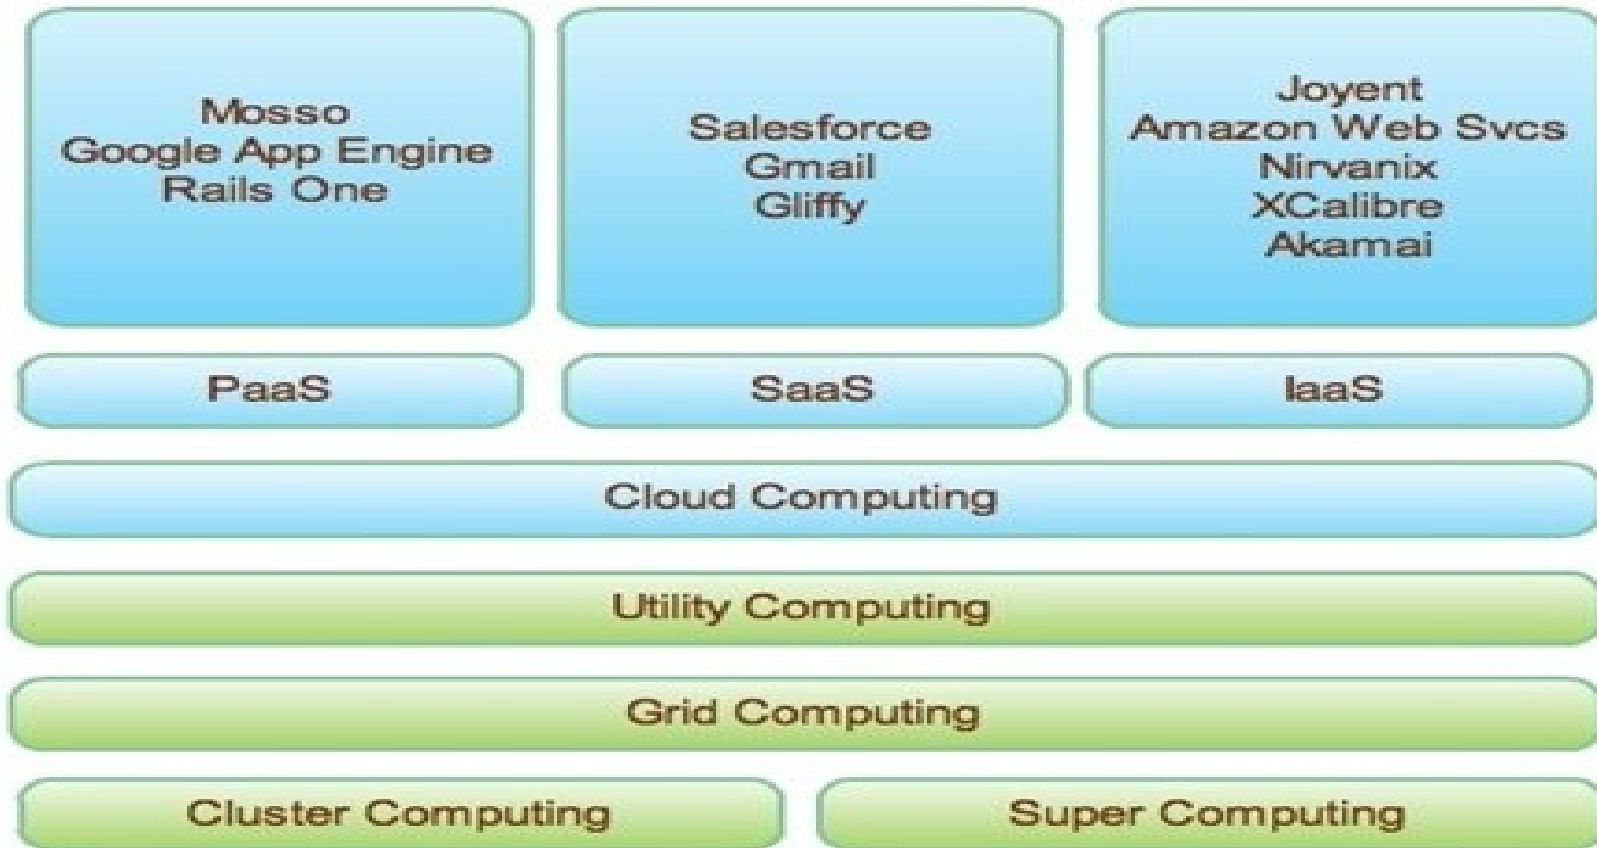 Mosso
Google App Engine
Rails One
Salesforce
Gmail
Gliffy
Joyent
Amazon Web Svcs
Nirvanix
XCalibre
Akamai
PaaS
SaaS
IaaS
Cloud Computing
Utility Computing
Grid Computing
Cluster Computing
Super Computing